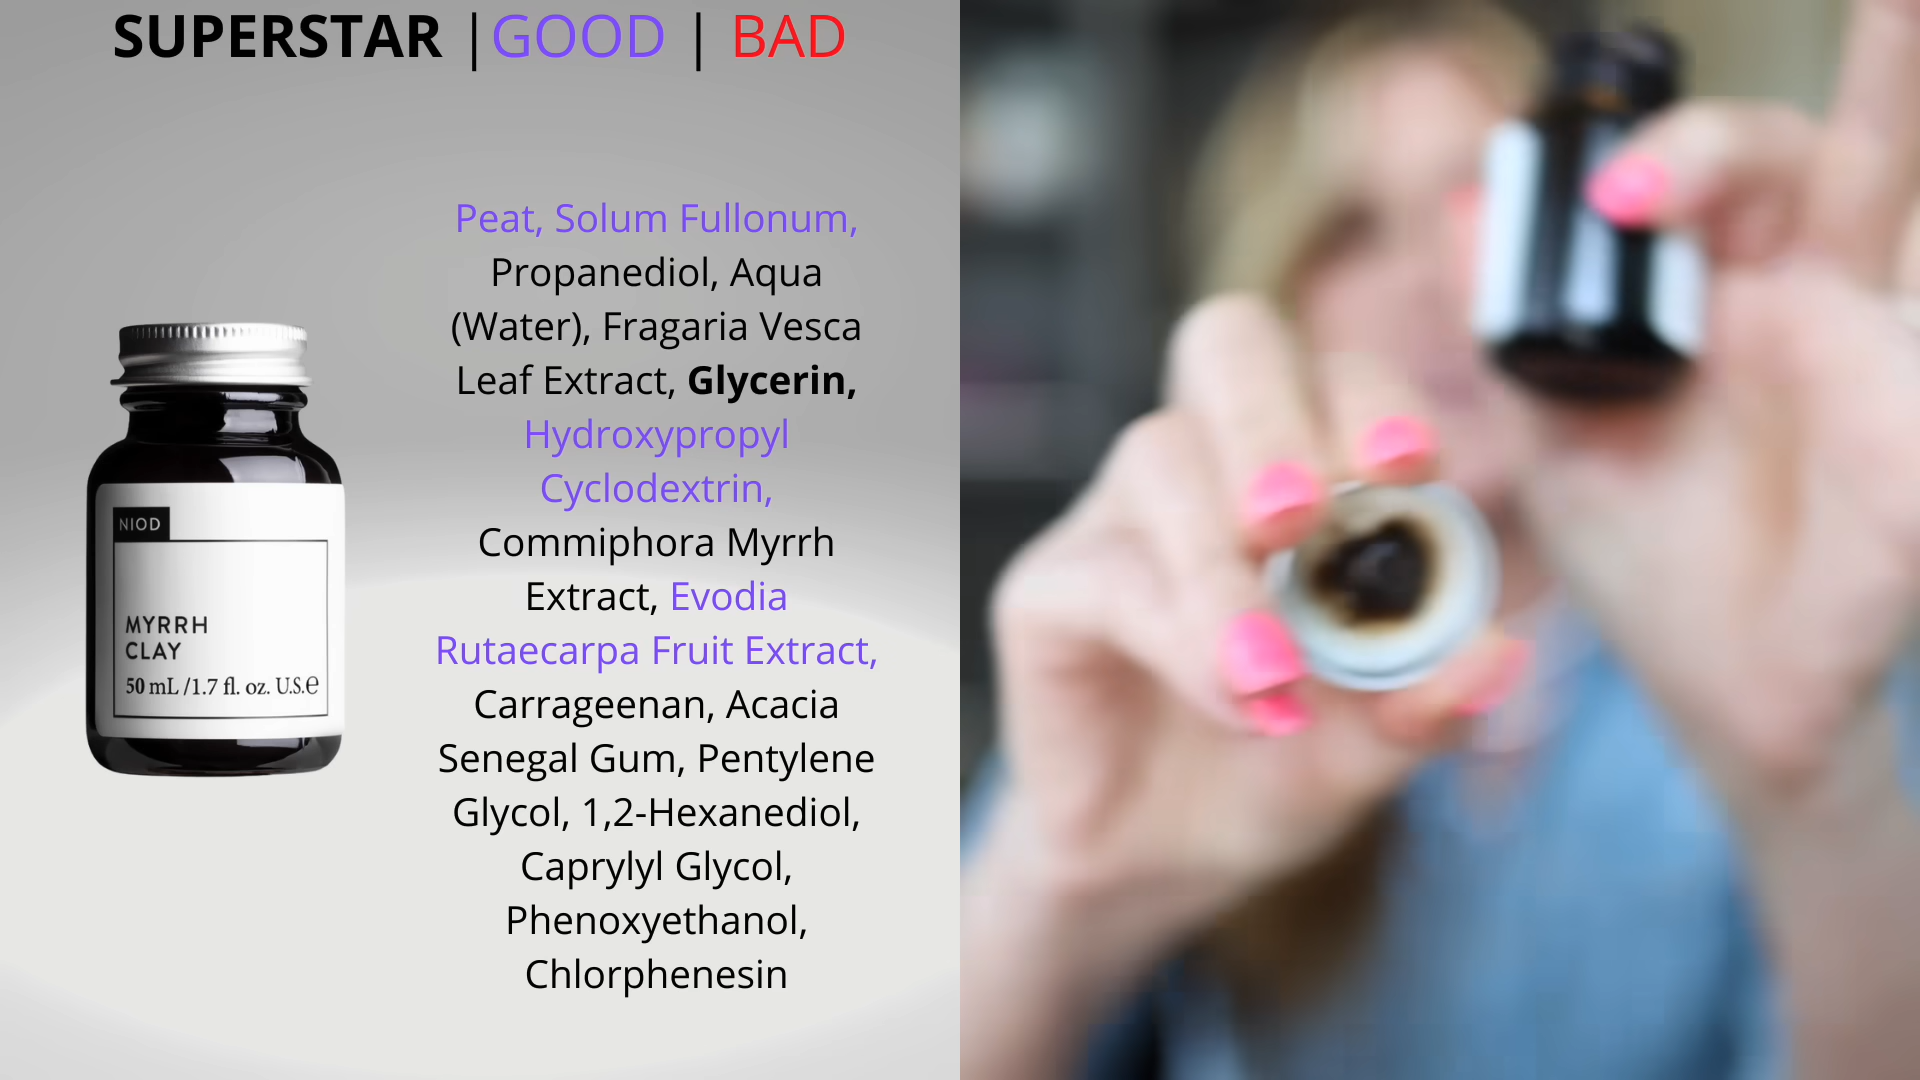 SUPERSTAR | GOOD | BAD
Peat, Solum Fullonum,
Propanediol, Aqua
(Water), Fragaria Vesca
Leaf Extract, Glycerin,
Hydroxypropyl
Cyclodextrin,
Commiphora Myrrh
Extract, Evodia
Rutaecarpa Fruit Extract,
Carrageenan, Acacia
Senegal Gum, Pentylene
Glycol, 1,2-Hexanediol,
Caprylyl Glycol,
Phenoxyethanol,
Chlorphenesin
NIOD
MYRRH
CLAY
50 mL /1.7 fl. oz. U.S.℮